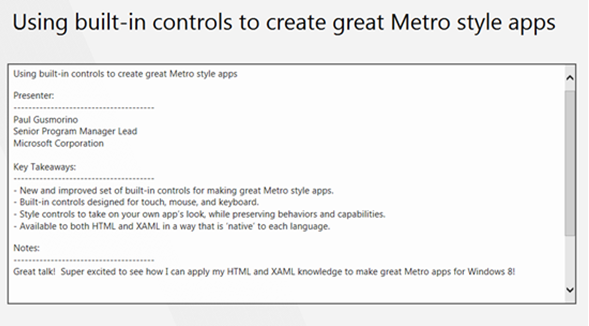 Using built-in controls to create great Metro style apps
Using built-in controls to create great Metro style apps
Presenter:
------------------------------------
Paul Gusmorino
Senior Program Manager Lead
Microsoft Corporation
Key Takeaways:
------------------------------------
- New and improved set of built-in controls for making great Metro style apps.
- Built-in controls designed for touch, mouse, and keyboard.
- Style controls to take on your own app's look, while preserving behaviors and capabilities.
- Available to both HTML and XAML in a way that is 'native' to each language.
Notes:
------------------------------------
Great talk!  Super excited to see how I can apply my HTML and XAML knowledge to make great Metro apps for Windows 8!